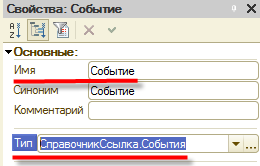 Свойства: Событие
Основные:
Имя Событие
Синоним Событие
Комментарий
Тип СправочникСсылка.События